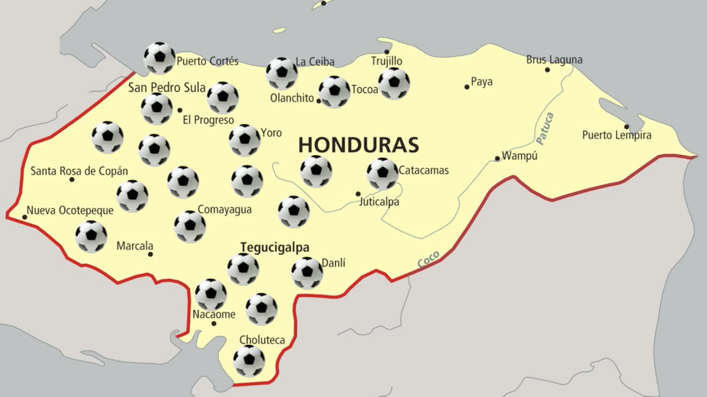 Puerto Cortés
La Ceiba
Trujillo
Brus Laguna
San Pedro Sula
Olanchito
Tocoa
Paya
El Progreso
Yoro
Patuca
Puerto Lempira
HONDURAS
Wampú
Santa Rosa de Copán
Catacamas
Juticalpa
Nueva Ocotepeque
Comayagua
Marcala
Tegucigalpa
Danlí
Coco
Nacaome
Choluteca